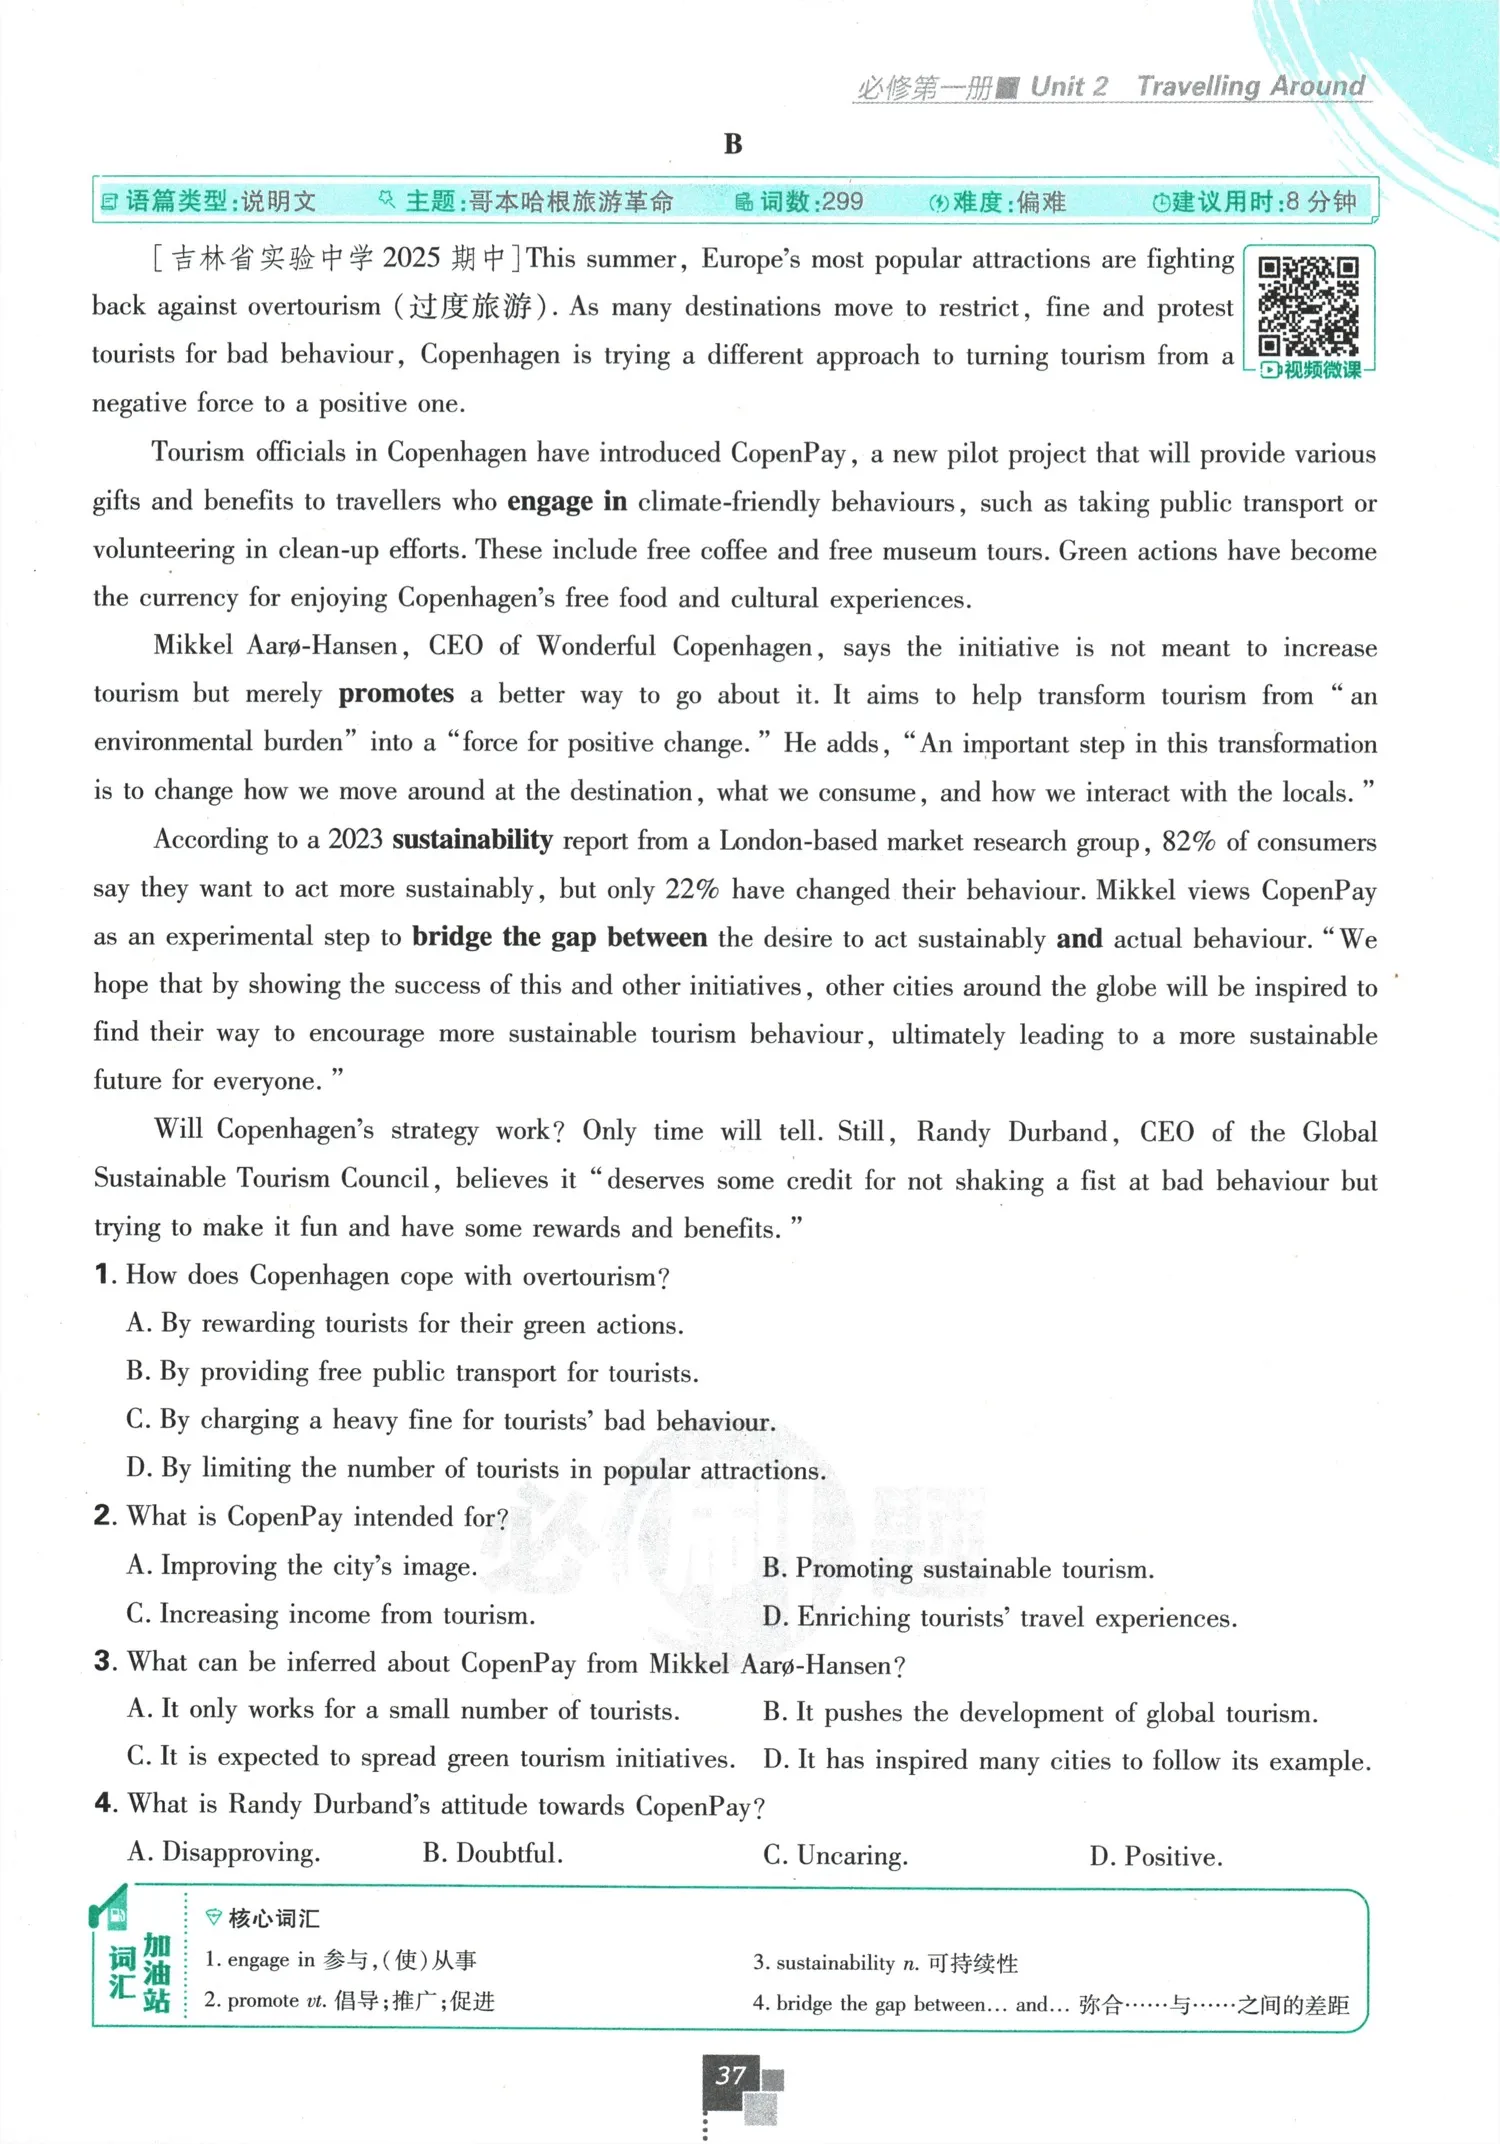 必修第一册 Unit 2 Travelling Around
B
语篇类型:说明文 主题:哥本哈根旅游革命 词数:299 难度:偏难 建议用时:8 分钟
[吉林省实验中学 2025 期中]This summer, Europe's most popular attractions are fighting
back against overtourism (过度旅游). As many destinations move to restrict, fine and protest
tourists for bad behaviour, Copenhagen is trying a different approach to turning tourism from a
视频微课
negative force to a positive one.
Tourism officials in Copenhagen have introduced CopenPay, a new pilot project that will provide various
gifts and benefits to travellers who engage in climate-friendly behaviours, such as taking public transport or
volunteering in clean-up efforts. These include free coffee and free museum tours. Green actions have become
the currency for enjoying Copenhagen's free food and cultural experiences.
Mikkel Aarø-Hansen, CEO of Wonderful Copenhagen, says the initiative is not meant to increase
tourism but merely promotes a better way to go about it. It aims to help transform tourism from “an
environmental burden” into a “force for positive change.” He adds, “An important step in this transformation
is to change how we move around at the destination, what we consume, and how we interact with the locals.”
According to a 2023 sustainability report from a London-based market research group, 82% of consumers
say they want to act more sustainably, but only 22% have changed their behaviour. Mikkel views CopenPay
as an experimental step to bridge the gap between the desire to act sustainably and actual behaviour. “We
hope that by showing the success of this and other initiatives, other cities around the globe will be inspired to
find their way to encourage more sustainable tourism behaviour, ultimately leading to a more sustainable
future for everyone.”
Will Copenhagen's strategy work? Only time will tell. Still, Randy Durband, CEO of the Global
Sustainable Tourism Council, believes it “deserves some credit for not shaking a fist at bad behaviour but
trying to make it fun and have some rewards and benefits.”
1. How does Copenhagen cope with overtourism?
A. By rewarding tourists for their green actions.
B. By providing free public transport for tourists.
C. By charging a heavy fine for tourists' bad behaviour.
D. By limiting the number of tourists in popular attractions.
2. What is CopenPay intended for?
A. Improving the city's image. B. Promoting sustainable tourism.
C. Increasing income from tourism. D. Enriching tourists' travel experiences.
3. What can be inferred about CopenPay from Mikkel Aarø-Hansen?
A. It only works for a small number of tourists. B. It pushes the development of global tourism.
C. It is expected to spread green tourism initiatives. D. It has inspired many cities to follow its example.
4. What is Randy Durband's attitude towards CopenPay?
A. Disapproving. B. Doubtful. C. Uncaring. D. Positive.
词汇加油站
核心词汇
1. engage in 参与,(使)从事 3. sustainability n. 可持续性
2. promote vt. 倡导;推广;促进 4. bridge the gap between... and... 弥合……与……之间的差距
37
必刷题